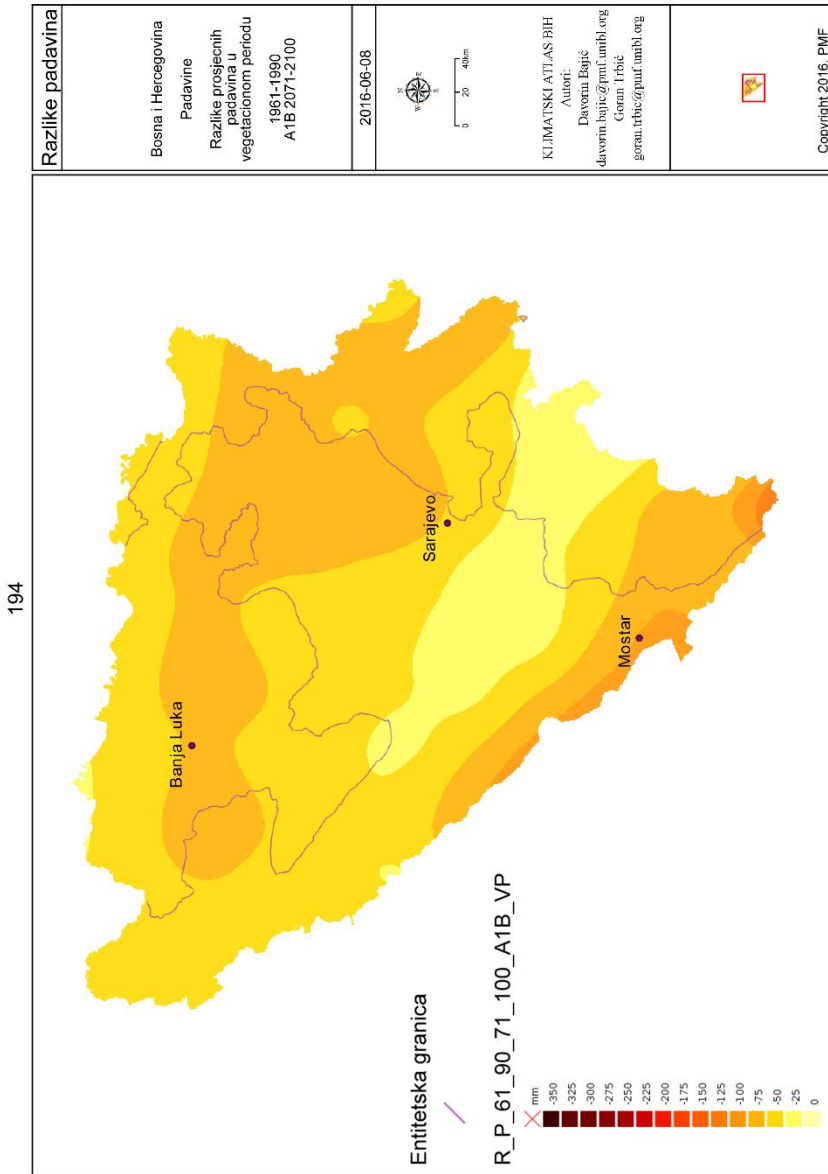 194
Razlike padavina
Bosna i Hercegovina
Padavine
Razlike prosjecnih
padavina u
vegetacionom periodu
1961-1990
A1B 2071-2100
2016-06-08
N
W E
S
0 20 40km
KLIMATSKI ATLAS BIH
Autori:
Davorin Bajić
davorin.bajic@pmf.unibl.org
Goran Trbić
goran.trbic@pmf.unibl.org
Copyright 2016. PMF
Banja Luka
Sarajevo
Mostar
Entitetska granica
R_P_61_90_71_100_A1B_VP
mm
-350
-325
-300
-275
-250
-225
-200
-175
-150
-125
-100
-75
-50
-25
0